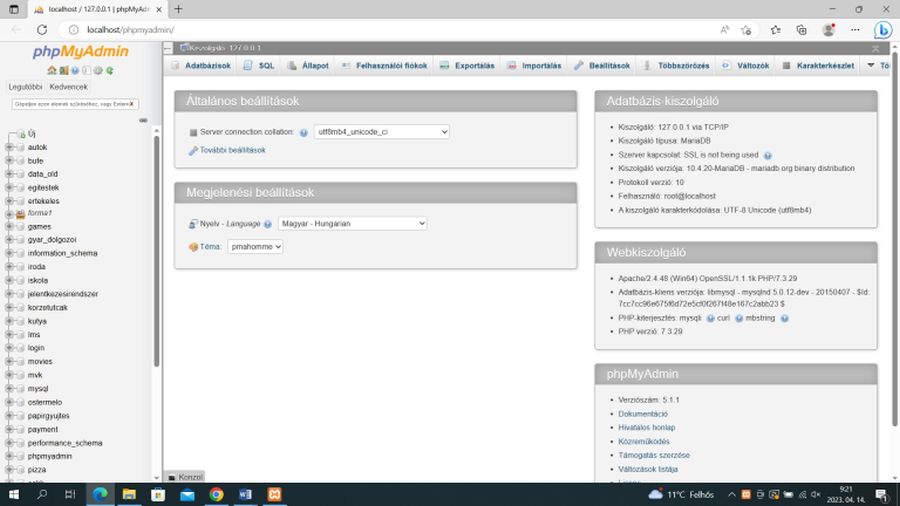 localhost / 127.0.0.1 | phpMyAdm
localhost/phpmyadmin/
phpMyAdmin
Legutóbbi Kedvencek
Új
autok
bufe
data_old
egitestek
ertekeles
forma1
games
gyar_dolgozoi
information_schema
iroda
iskola
jelentkezesirendszer
korzetutcak
kutya
lms
login
movies
mvk
mysql
ostermelo
papirgyujtes
payment
performance_schema
phpmyadmin
pizza
Kiszolgáló: 127.0.0.1
Adatbázisok SQL Állapot Felhasználói fiókok Exportálás Importálás Beállítások Többszörözés Változók Karakterkészlet Tö
Általános beállítások
Server connection collation: utf8mb4_unicode_ci
További beállítások
Megjelenési beállítások
Nyelv - Language Magyar - Hungarian
Téma: pmahomme
Adatbázis-kiszolgáló
• Kiszolgáló: 127.0.0.1 via TCP/IP
• Kiszolgáló típusa: MariaDB
• Szerver kapcsolat: SSL is not being used
• Kiszolgáló verziója: 10.4.20-MariaDB - mariadb.org binary distribution
• Protokoll verzió: 10
• Felhasználó: root@localhost
• A kiszolgáló karakterkódolása: UTF-8 Unicode (utf8mb4)
Webkiszolgáló
• Apache/2.4.48 (Win64) OpenSSL/1.1.1k PHP/7.3.29
• Adatbázis-kliens verziója: libmysql - mysqlnd 5.0.12-dev - 20150407 - $Id:
7cc7cc96e675f6d72e5cf0f267f48e167c2abb23 $
• PHP-kiterjesztés: mysqli curl mbstring
• PHP verzió: 7.3.29
phpMyAdmin
• Verziószám: 5.1.1
• Dokumentáció
• Hivatalos honlap
• Közreműködés
• Támogatás szerzése
• Változások listája
Konzol
11°C Felhős
9:21
2023. 04. 14.